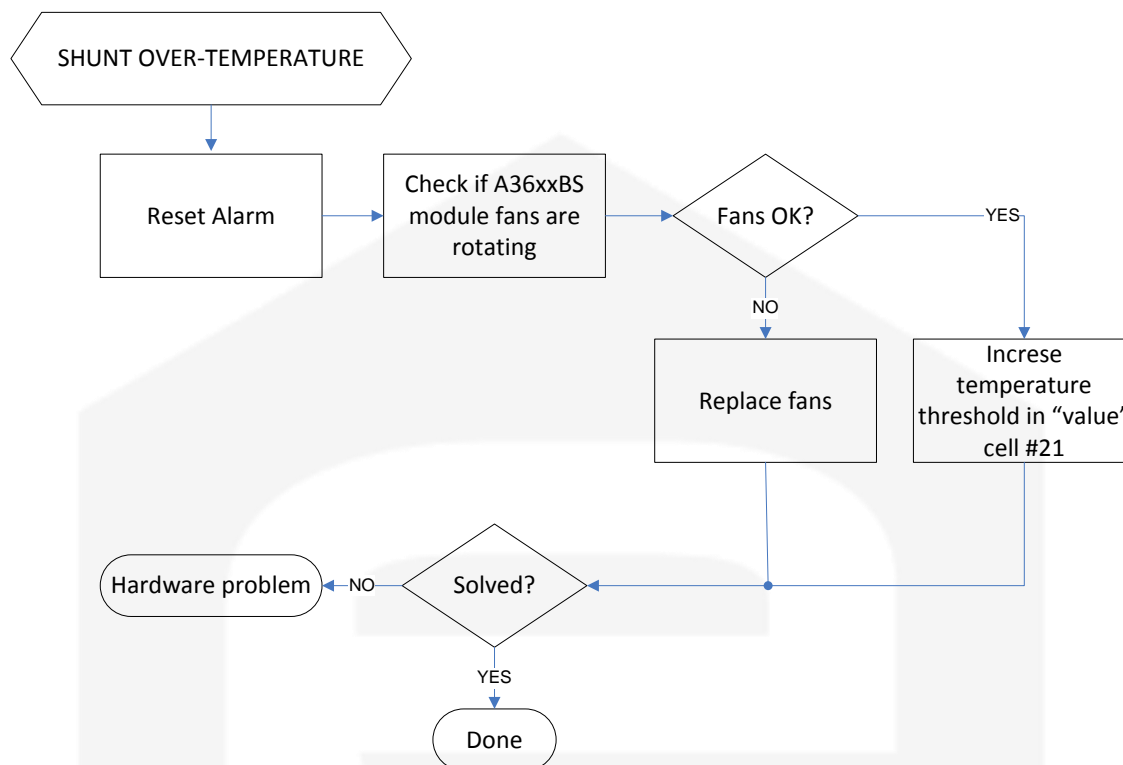 SHUNT OVER-TEMPERATURE
Reset Alarm
Check if A36xxBS
module fans are
rotating
Fans OK?
YES
NO
Replace fans
Increse
temperature
threshold in “value”
cell #21
Hardware problem
NO
Solved?
YES
Done